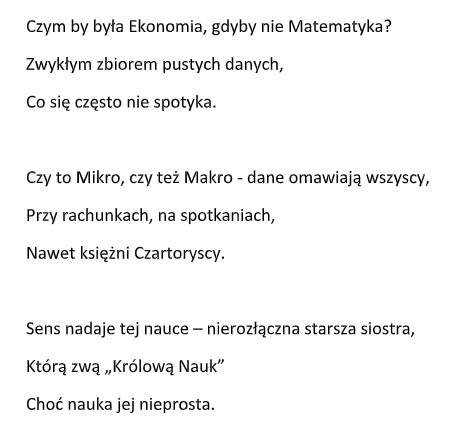 Czym by była Ekonomia, gdyby nie Matematyka?
Zwykłym zbiorem pustych danych,
Co się często nie spotyka.
Czy to Mikro, czy też Makro - dane omawiają wszyscy,
Przy rachunkach, na spotkaniach,
Nawet księżni Czartoryscy.
Sens nadaje tej nauce – nierozłączna starsza siostra,
Którą zwą „Królową Nauk”
Choć nauka jej nieprosta.